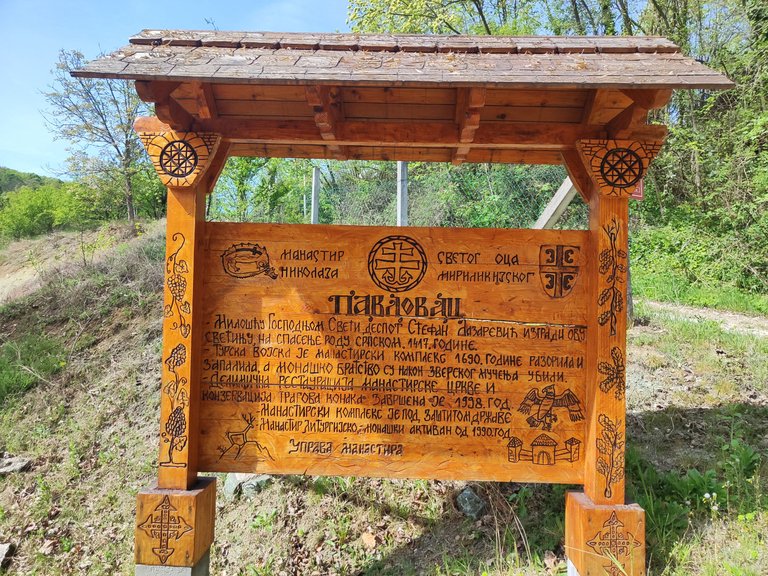 МАНАСТИР СВЕТОГ ОЦА
НИКОЛАЈА МИРИЛИКИЈСКОГ
ПАВЛОВАЦ
- МИЛОШЋУ ГОСПОДНОМ СВЕТИ ДЕСПОТ СТЕФАН ЛАЗАРЕВИЋ ИЗГРАДИ ОВУ
СВЕТИЊУ, НА СПАСЕЊЕ РОДУ СРПСКОМ, 1417. ГОДИНЕ.
- ТУРСКА ВОЈСКА ЈЕ МАНАСТИРСКИ КОМПЛЕКС 1690. ГОДИНЕ РАЗОРИЛА И
ЗАПАЛИЛА, А МОНАШКО БРАТСТВО СУ НАКОН ЗВЕРСКОГ МУЧЕЊА УБИЛИ.
- ДЕЛИМИЧНА РЕСТАУРАЦИЈА МАНАСТИРСКЕ ЦРКВЕ И
КОНЗЕРВАЦИЈА ТРАГОВА КОНАКА ЗАВРШЕНА ЈЕ 1998. ГОД
- МАНАСТИРСКИ КОМПЛЕКС ЈЕ ПОД ЗАШТИТОМ ДРЖАВЕ
- МАНАСТИР ЛИТУРГИЈСКО-МОНАШКИ АКТИВАН ОД 1990. ГОД
УПРАВА МАНАСТИРА